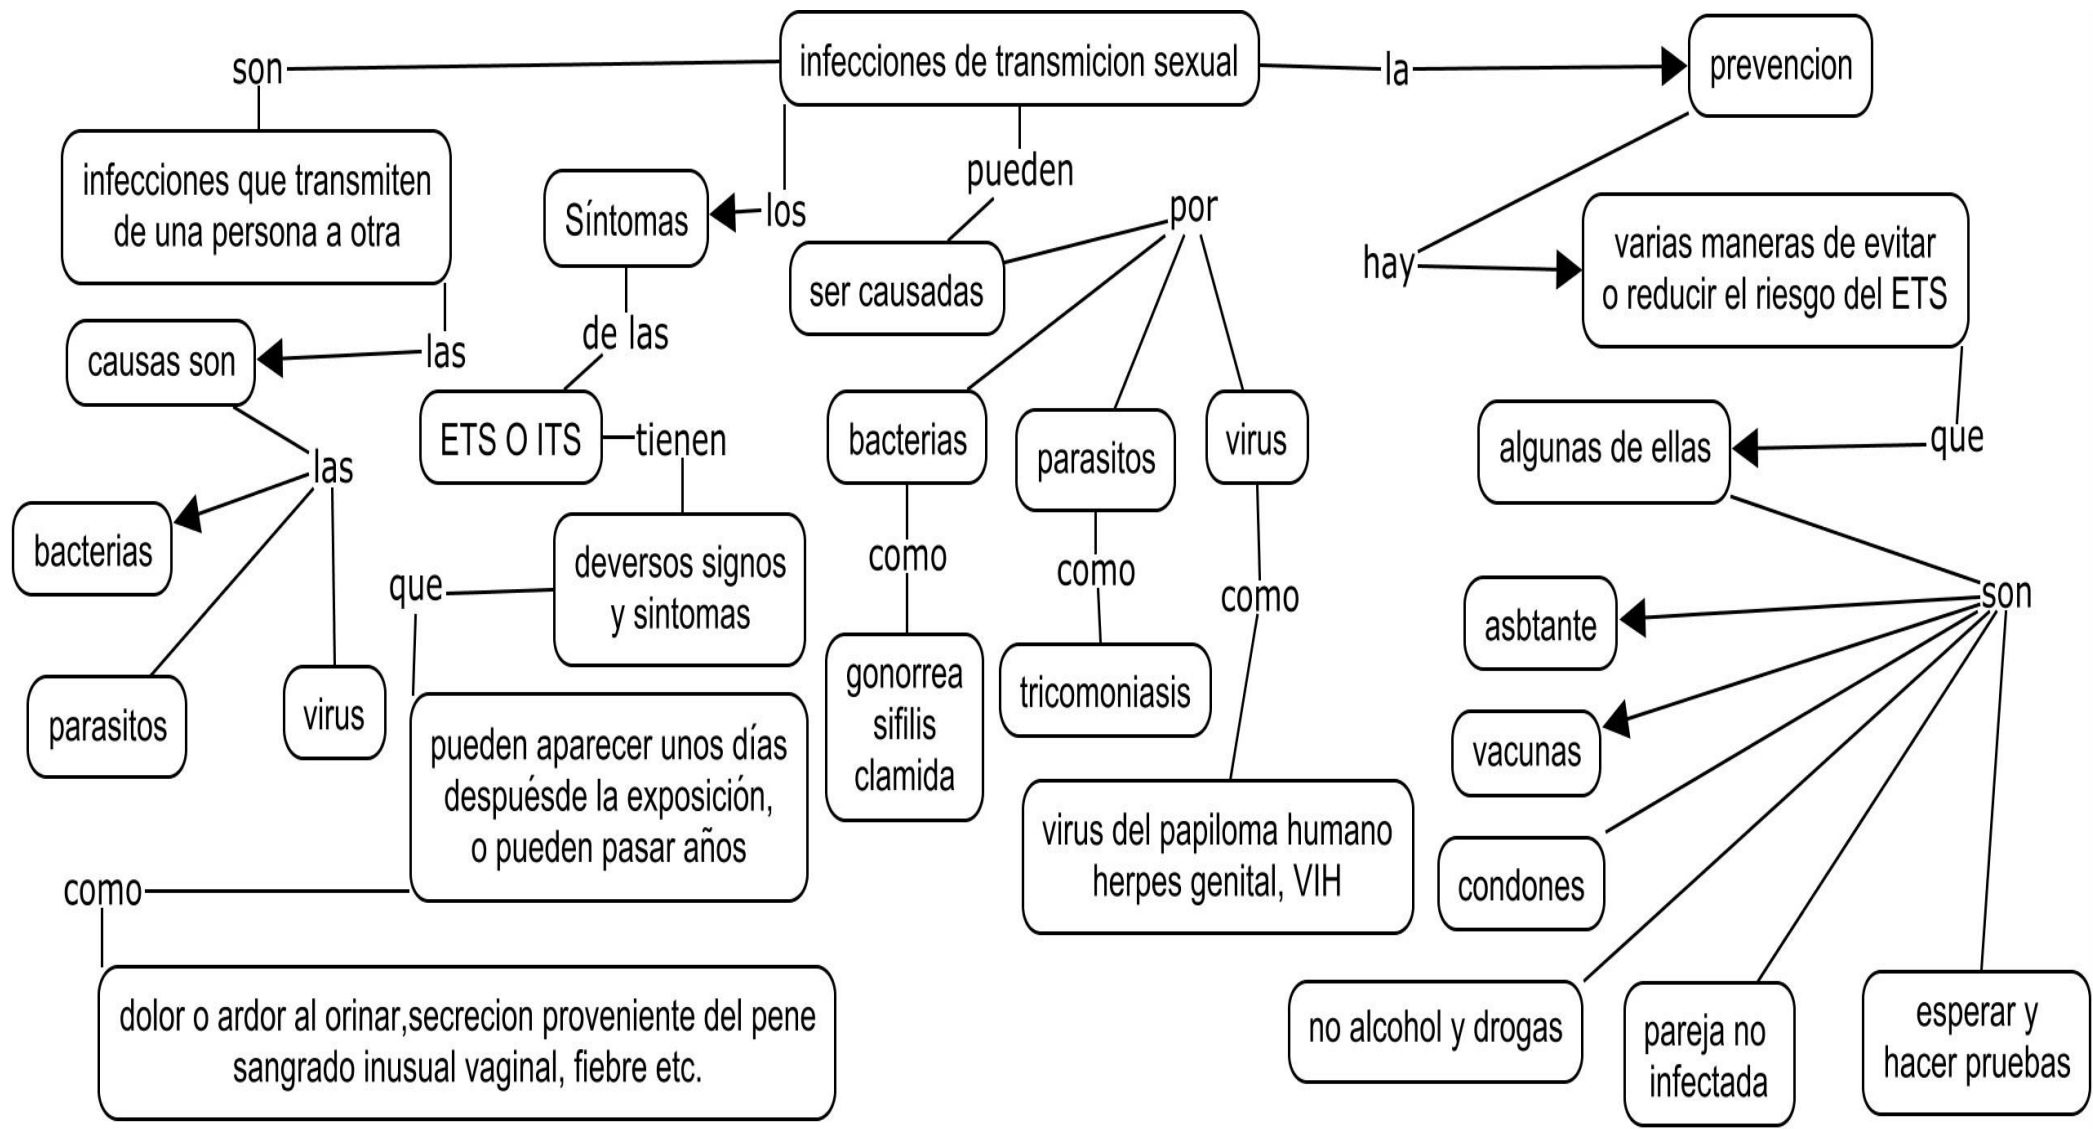 infecciones de transmicion sexual
son
infecciones que transmiten
de una persona a otra
las
causas son
las
bacterias
parasitos
virus
los
Síntomas
de las
ETS O ITS
tienen
deversos signos
y sintomas
que
pueden aparecer unos días
despuésde la exposición,
o pueden pasar años
como
dolor o ardor al orinar,secrecion proveniente del pene
sangrado inusual vaginal, fiebre etc.
pueden
ser causadas
por
bacterias
como
gonorrea
sifilis
clamida
parasitos
como
tricomoniasis
virus
como
virus del papiloma humano
herpes genital, VIH
la
prevencion
hay
varias maneras de evitar
o reducir el riesgo del ETS
que
algunas de ellas
son
asbtante
vacunas
condones
no alcohol y drogas
pareja no
infectada
esperar y
hacer pruebas